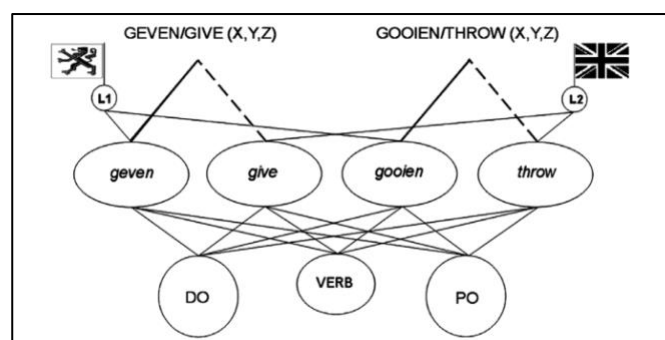 GEVEN/GIVE (X,Y,Z) GOOIEN/THROW (X,Y,Z)
L1 L2
geven give gooien throw
DO VERB PO